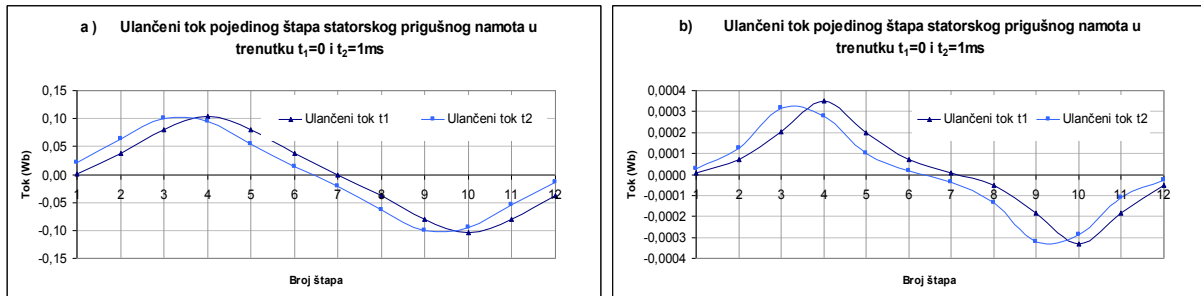 a ) Ulančeni tok pojedinog štapa statorskog prigušnog namota u
trenutku t₁=0 i t₂=1ms
Tok (Wb)
0,15
0,10
0,05
0,00
-0,05
-0,10
-0,15
1 2 3 4 5 6 7 8 9 10 11 12
Ulančeni tok t1 Ulančeni tok t2
Broj štapa
b) Ulančeni tok pojedinog štapa statorskog prigušnog namota u
trenutku t₁=0 i t₂=1ms
Tok (Wb)
0,0004
0,0003
0,0002
0,0001
0,0000
-0,0001
-0,0002
-0,0003
-0,0004
1 2 3 4 5 6 7 8 9 10 11 12
Ulančeni tok t1 Ulančeni tok t2
Broj štapa